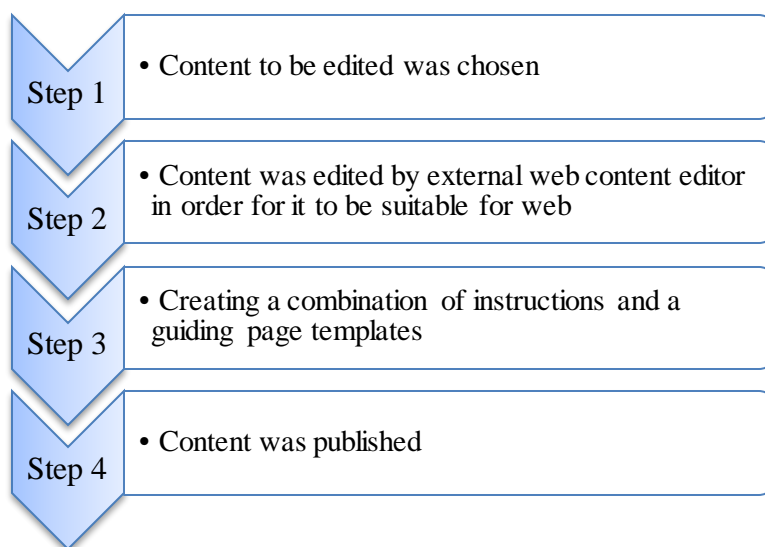 Step 1
• Content to be edited was chosen
Step 2
• Content was edited by external web content editor
in order for it to be suitable for web
Step 3
• Creating a combination of instructions and a
guiding page templates
Step 4
• Content was published